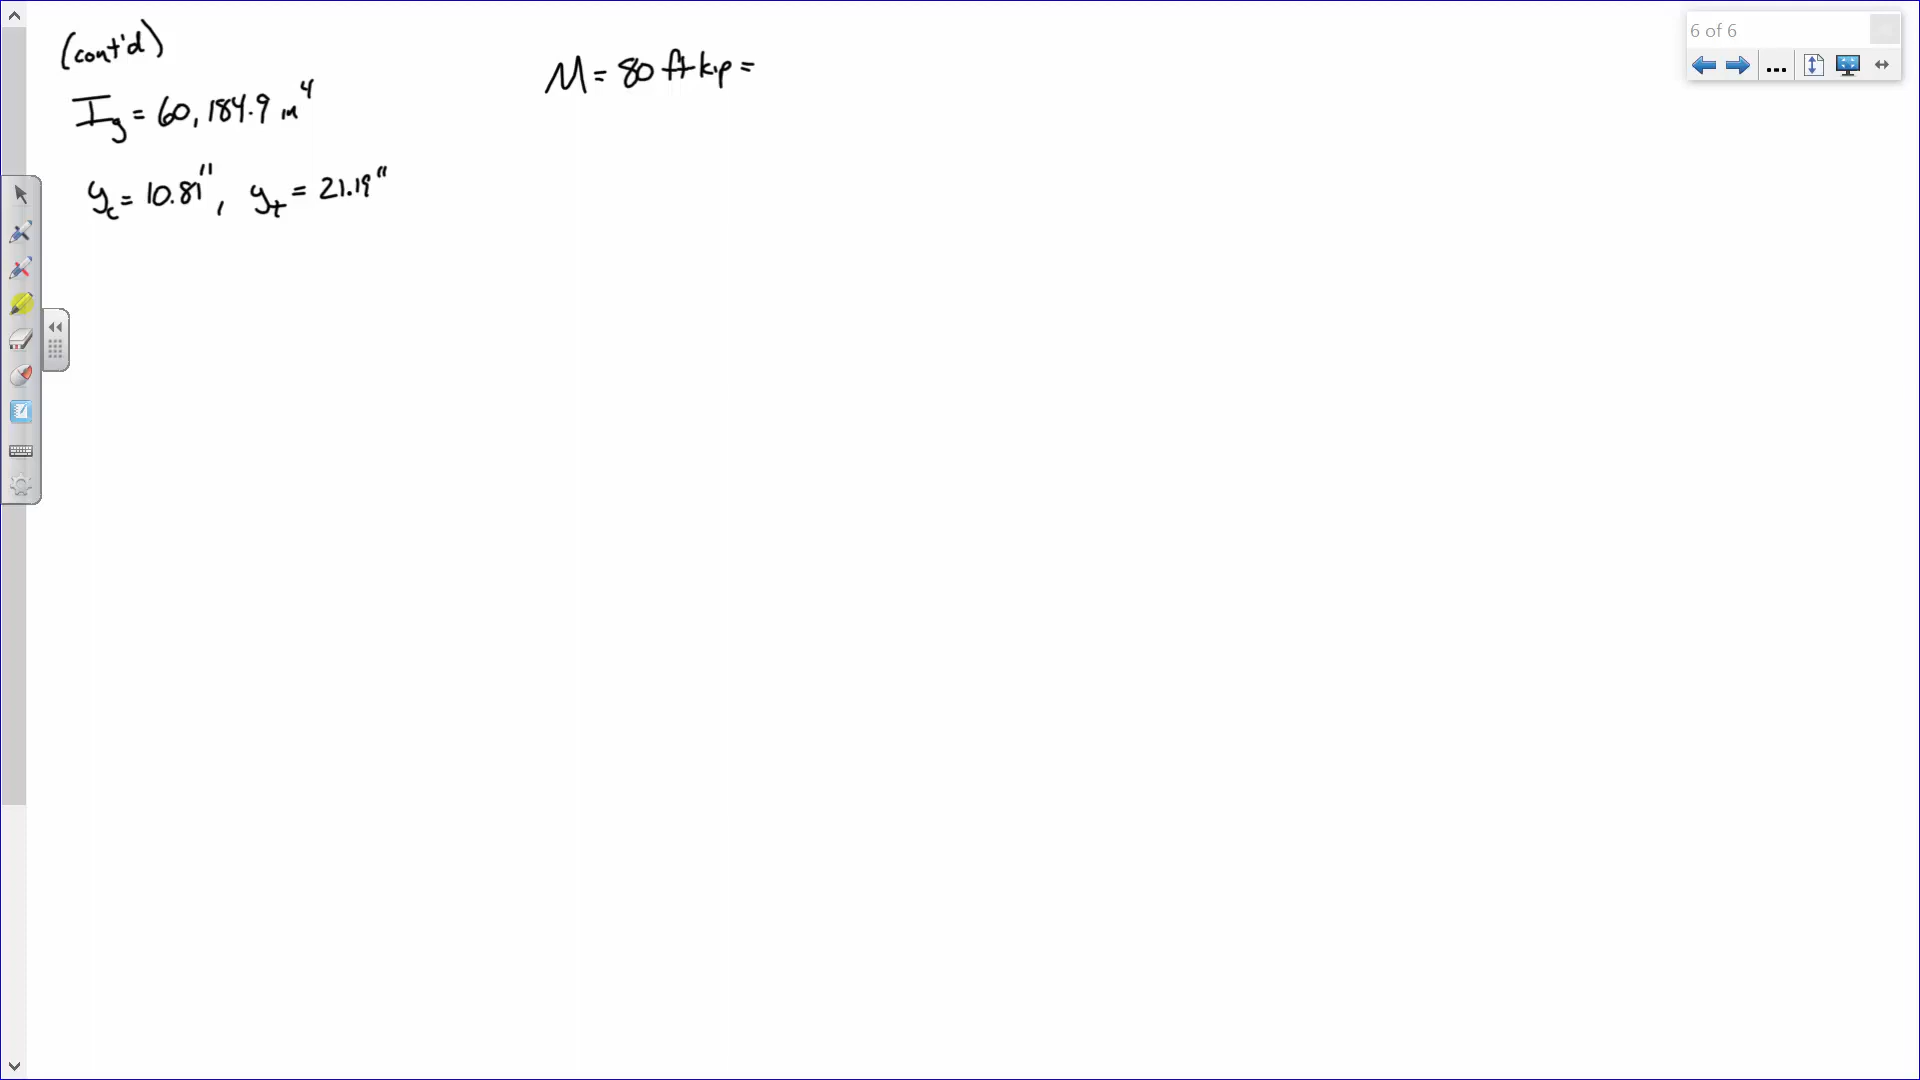 (cont'd)
M = 80 ft kip =
Ig = 60,184.9 in⁴
yc = 10.81", yt = 21.19"
6 of 6